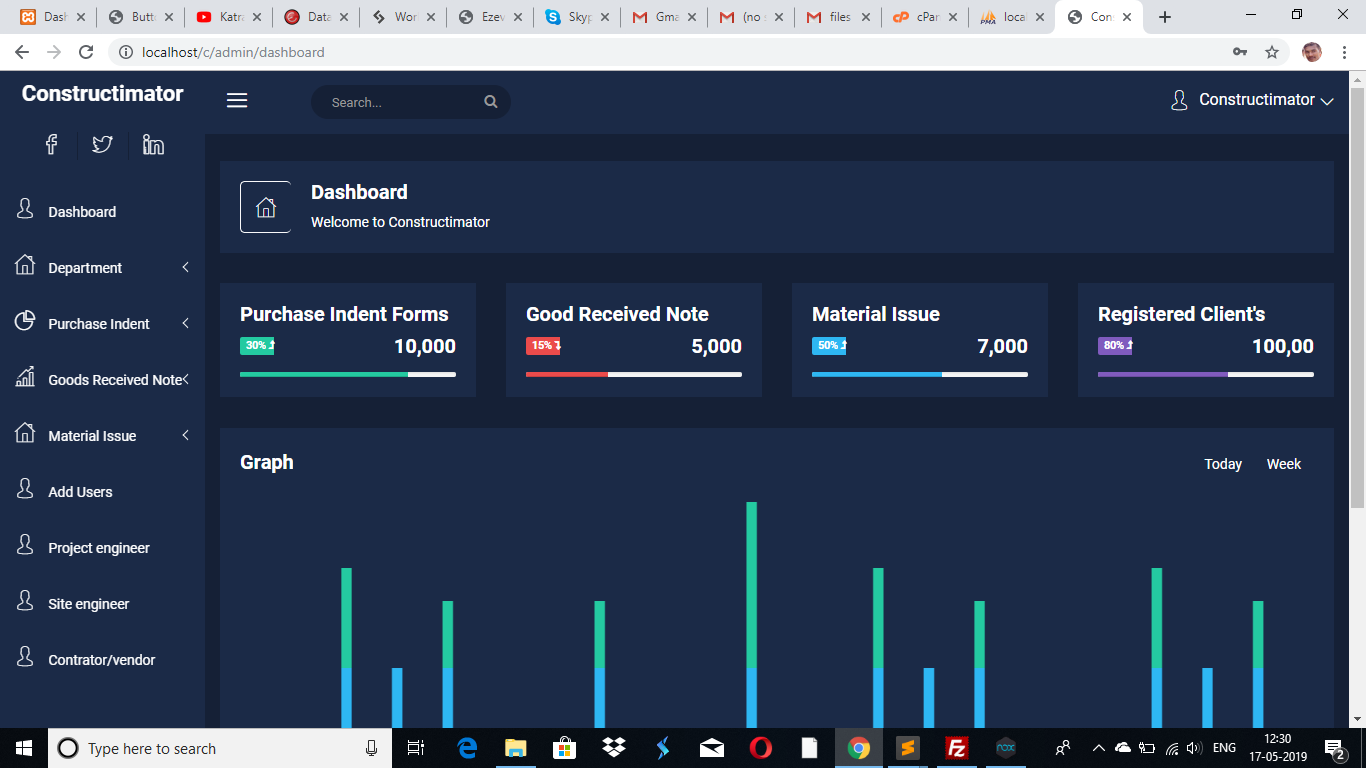 Dash
Butt
Katra
Data
Wor
Ezev
Skyp
Gma
(no s
files
cPar
PMA
loca
Con
localhost/c/admin/dashboard
Constructimator
Search...
Constructimator
Dashboard
Department
Purchase Indent
Goods Received Note
Material Issue
Add Users
Project engineer
Site engineer
Contrator/vendor
Dashboard
Welcome to Constructimator
Purchase Indent Forms
30%
10,000
Good Received Note
15%
5,000
Material Issue
50%
7,000
Registered Client's
80%
100,00
Graph
Today
Week
Type here to search
nox
ENG
12:30
17-05-2019
2